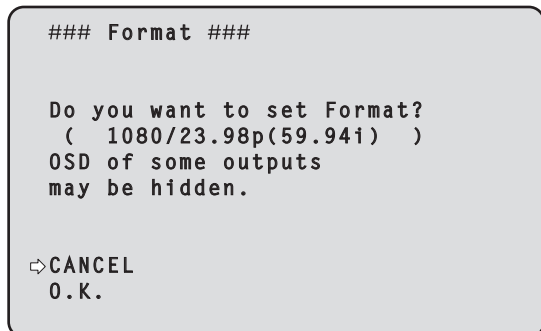 ### Format ###
Do you want to set Format?
( 1080/23.98p(59.94i) )
OSD of some outputs
may be hidden.
⇨CANCEL
O.K.